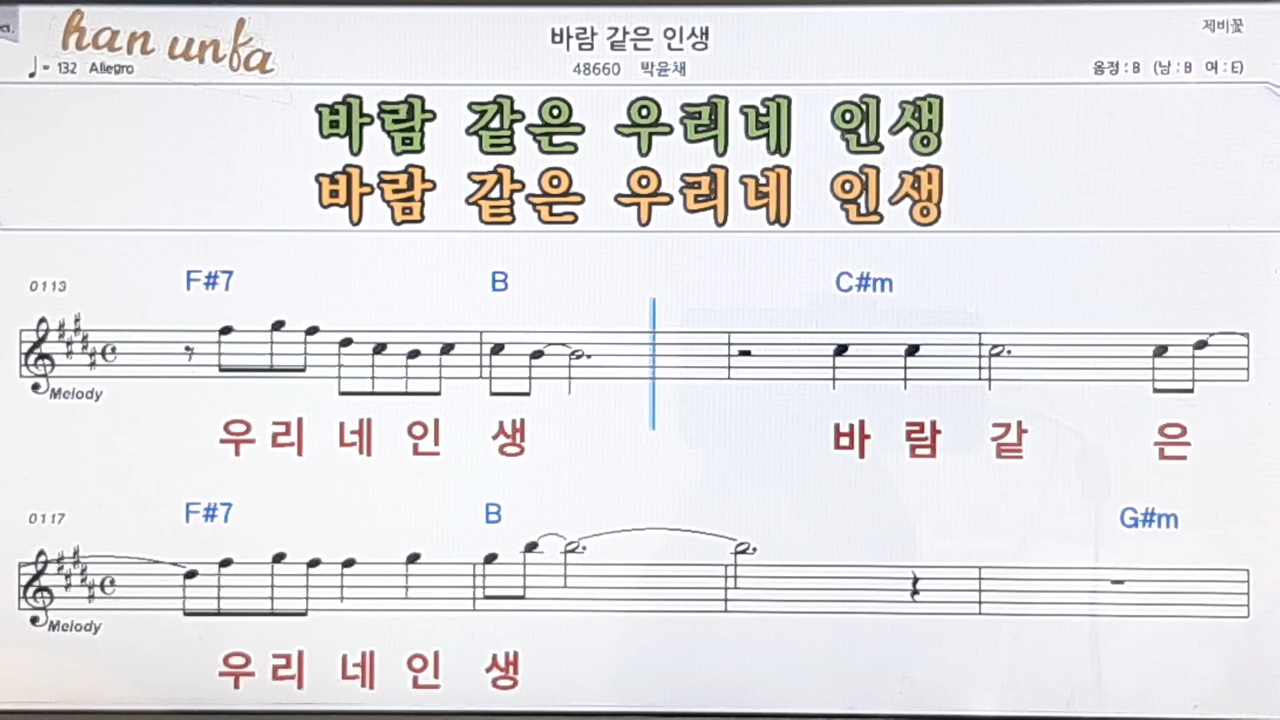 han unfa
바람 같은 인생
제비꽃
♩= 132 Allegro
48660 박윤채
음정 : B (남 : B 여 : E)
바람 같은 우리네 인생
바람 같은 우리네 인생
0113 F#7 B C#m
Melody
우 리 네 인 생 바 람 같 은
0117 F#7 B G#m
Melody
우 리 네 인 생